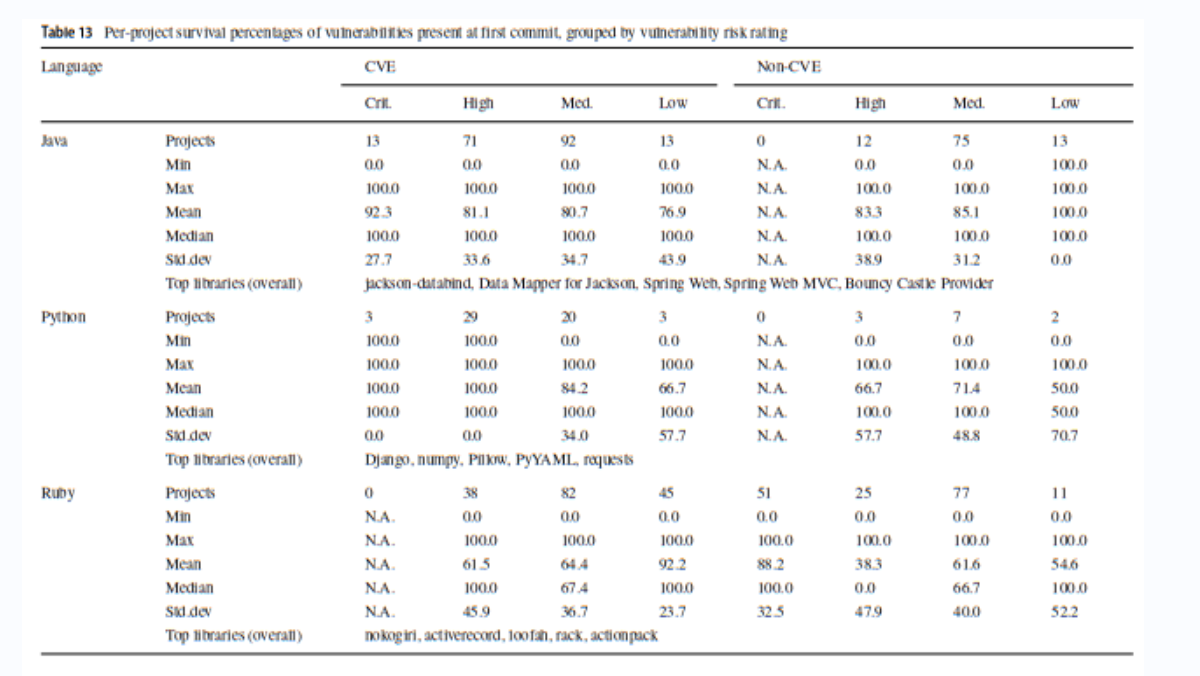 Table 13 Per-project survival percentages of vulnerabilities present at first commit, grouped by vulnerability risk rating
Language CVE Non-CVE
Crit. High Med. Low Crit. High Med. Low
Java Projects 13 71 92 13 0 12 75 13
Min 0.0 0.0 0.0 0.0 N.A. 0.0 0.0 100.0
Max 100.0 100.0 100.0 100.0 N.A. 100.0 100.0 100.0
Mean 92.3 81.1 80.7 76.9 N.A. 83.3 85.1 100.0
Median 100.0 100.0 100.0 100.0 N.A. 100.0 100.0 100.0
Std.dev 27.7 33.6 34.7 43.9 N.A. 38.9 31.2 0.0
Top libraries (overall) jackson-databind, Data Mapper for Jackson, Spring Web, Spring Web MVC, Bouncy Castle Provider
Python Projects 3 29 20 3 0 3 7 2
Min 100.0 100.0 0.0 0.0 N.A. 0.0 0.0 0.0
Max 100.0 100.0 100.0 100.0 N.A. 100.0 100.0 100.0
Mean 100.0 100.0 84.2 66.7 N.A. 66.7 71.4 50.0
Median 100.0 100.0 100.0 100.0 N.A. 100.0 100.0 50.0
Std.dev 0.0 0.0 34.0 57.7 N.A. 57.7 48.8 70.7
Top libraries (overall) Django, numpy, Pillow, PyYAML, requests
Ruby Projects 0 38 82 45 51 25 77 11
Min N.A. 0.0 0.0 0.0 0.0 0.0 0.0 0.0
Max N.A. 100.0 100.0 100.0 100.0 100.0 100.0 100.0
Mean N.A. 61.5 64.4 92.2 88.2 38.3 61.6 54.6
Median N.A. 100.0 67.4 100.0 100.0 0.0 66.7 100.0
Std.dev N.A. 45.9 36.7 23.7 32.5 47.9 40.0 52.2
Top libraries (overall) nokogiri, activerecord, loofah, rack, actionpack